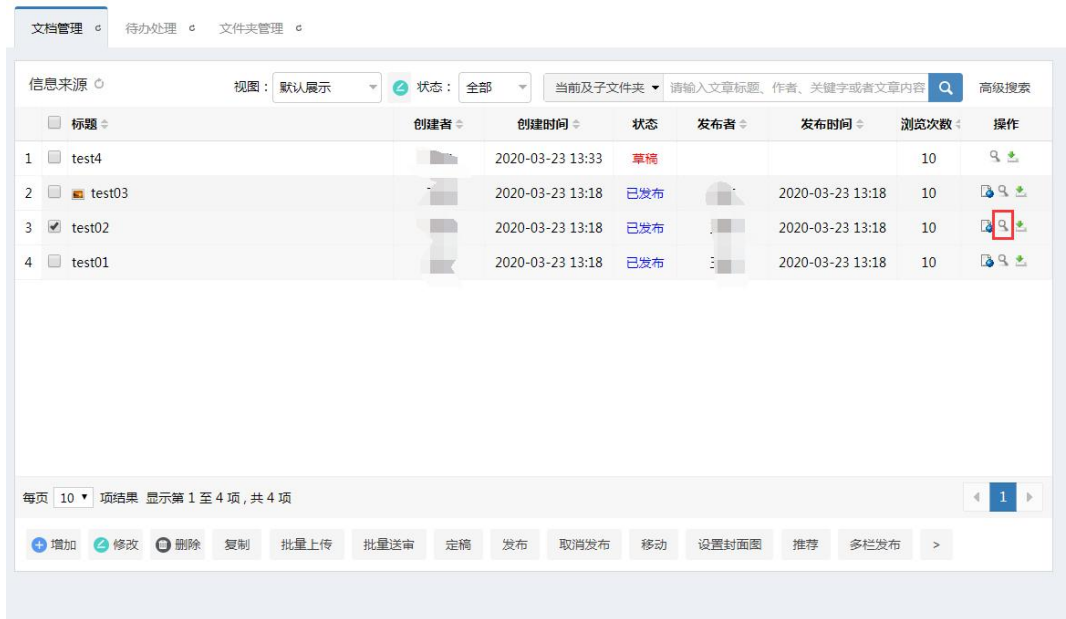 文档管理 待办处理 文件夹管理
信息来源 视图： 默认展示 状态： 全部 当前及子文件夹 请输入文章标题、作者、关键字或者文章内容 高级搜索
标题 创建者 创建时间 状态 发布者 发布时间 浏览次数 操作
1 test4 2020-03-23 13:33 草稿 10
2 test03 2020-03-23 13:18 已发布 2020-03-23 13:18 10
3 test02 2020-03-23 13:18 已发布 2020-03-23 13:18 10
4 test01 2020-03-23 13:18 已发布 2020-03-23 13:18 10
每页 10 项结果 显示第 1 至 4 项 , 共 4 项 1
增加 修改 删除 复制 批量上传 批量送审 定稿 发布 取消发布 移动 设置封面图 推荐 多栏发布 >